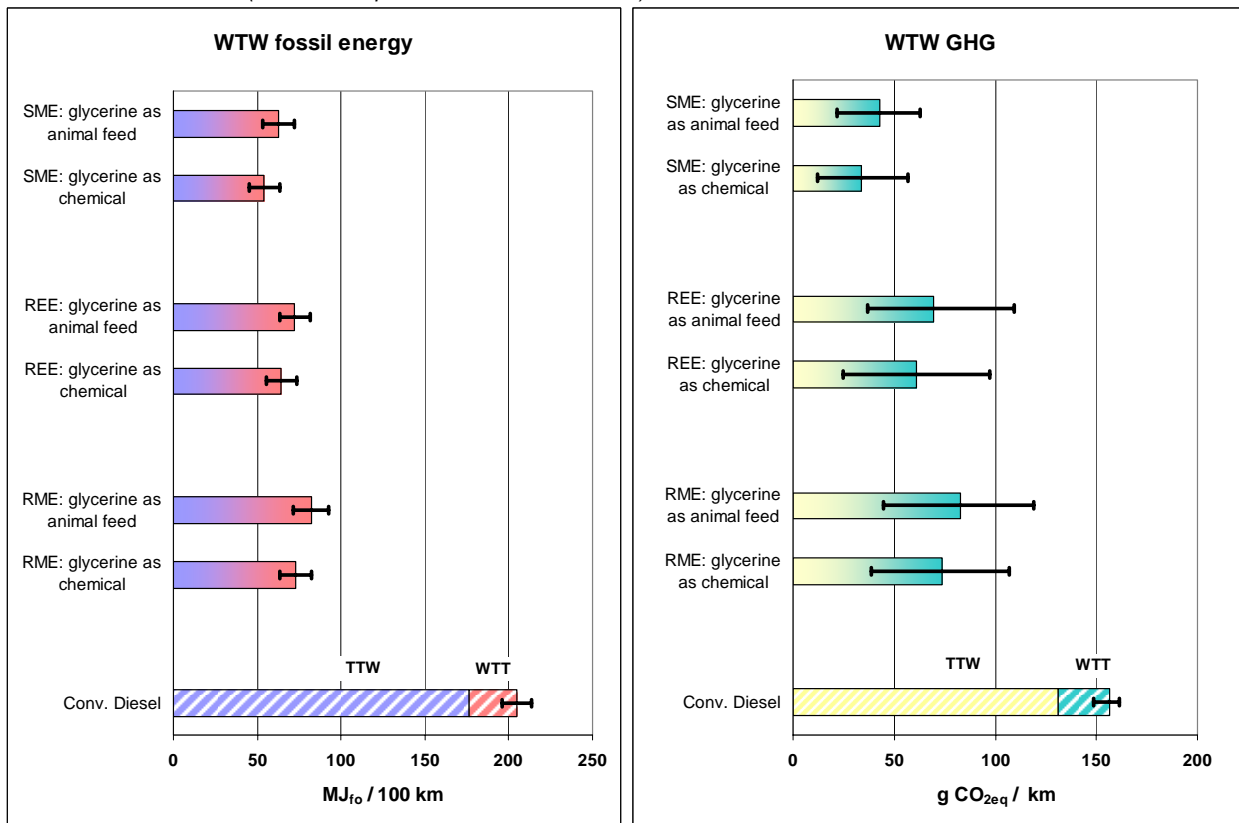 WTW fossil energy
SME: glycerine as
animal feed
SME: glycerine as
chemical
REE: glycerine as
animal feed
REE: glycerine as
chemical
RME: glycerine as
animal feed
RME: glycerine as
chemical
TTW WTT
Conv. Diesel
0 50 100 150 200 250
MJfo / 100 km
WTW GHG
SME: glycerine
as animal feed
SME: glycerine
as chemical
REE: glycerine
as animal feed
REE: glycerine
as chemical
RME: glycerine
as animal feed
RME: glycerine
as chemical
TTW WTT
Conv. Diesel
0 50 100 150 200
g CO2eq / km